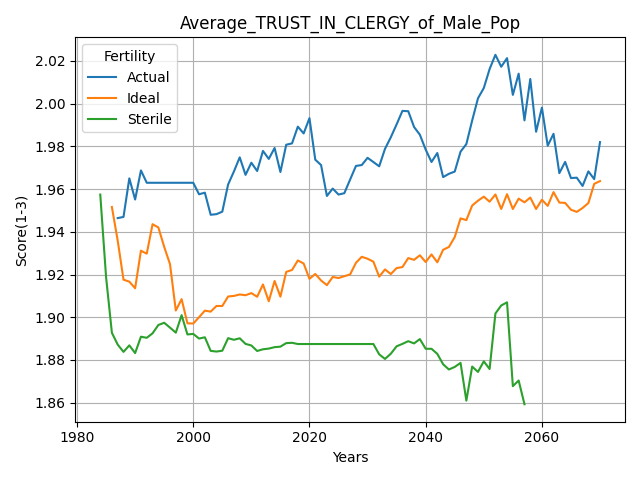 Average_TRUST_IN_CLERGY_of_Male_Pop
Fertility
Actual
Ideal
Sterile
Score(1-3)
2.02
2.00
1.98
1.96
1.94
1.92
1.90
1.88
1.86
1980
2000
2020
2040
2060
Years